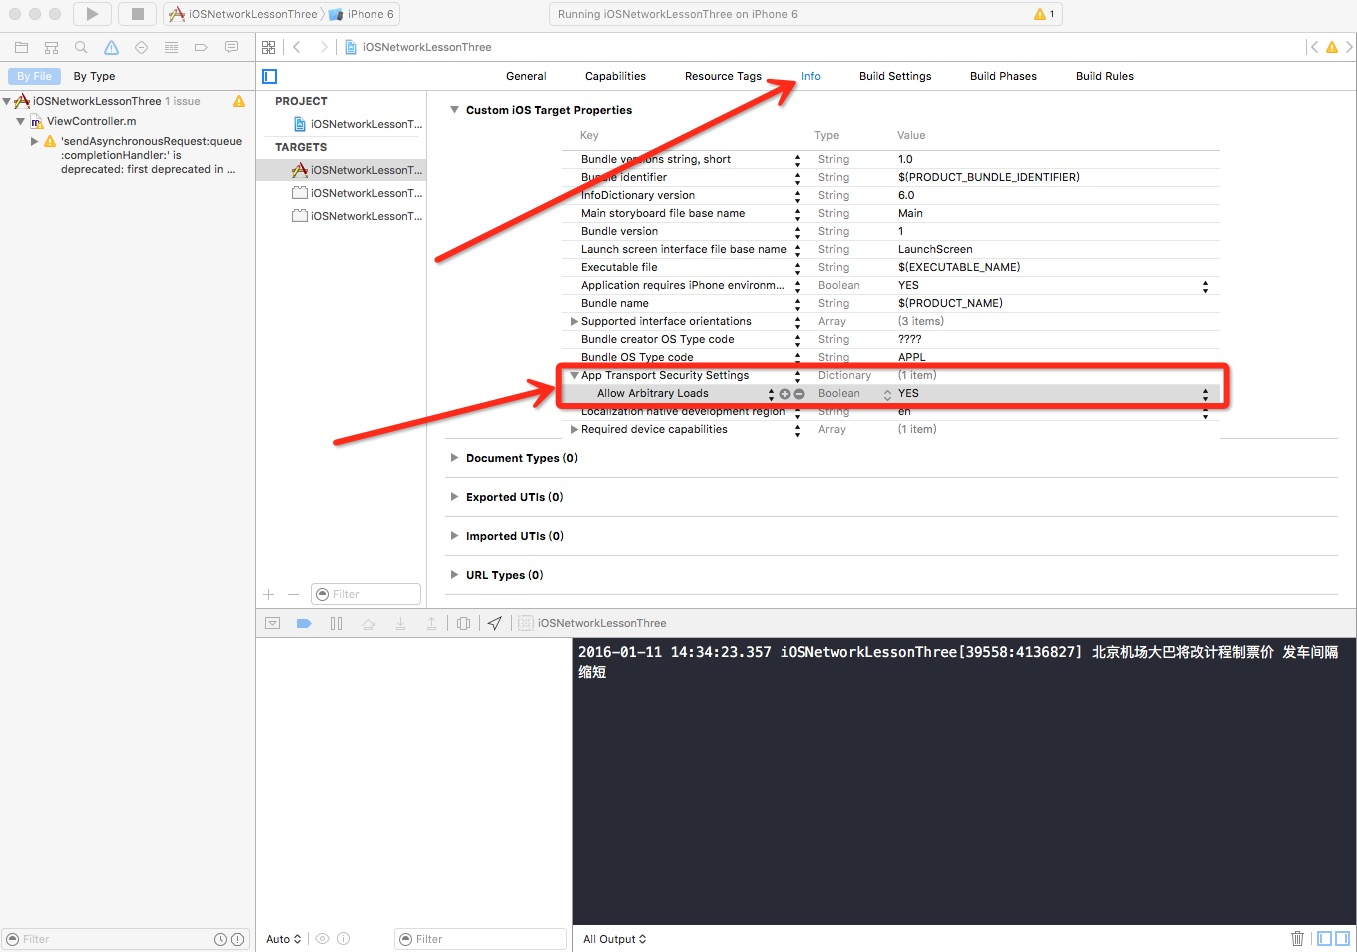 iOSNetworkLessonThree iPhone 6
Running iOSNetworkLessonThree on iPhone 6
1
iOSNetworkLessonThree
By File By Type
iOSNetworkLessonThree 1 issue
ViewController.m
'sendAsynchronousRequest:queue
:completionHandler:' is
deprecated: first deprecated in ...
General Capabilities Resource Tags Info Build Settings Build Phases Build Rules
PROJECT
iOSNetworkLessonT...
TARGETS
iOSNetworkLessonT...
iOSNetworkLessonT...
iOSNetworkLessonT...
Filter
Custom iOS Target Properties
Key Type Value
Bundle versions string, short String 1.0
Bundle identifier String $(PRODUCT_BUNDLE_IDENTIFIER)
InfoDictionary version String 6.0
Main storyboard file base name String Main
Bundle version String 1
Launch screen interface file base name String LaunchScreen
Executable file String $(EXECUTABLE_NAME)
Application requires iPhone environm... Boolean YES
Bundle name String $(PRODUCT_NAME)
Supported interface orientations Array (3 items)
Bundle creator OS Type code String ????
Bundle OS Type code String APPL
App Transport Security Settings Dictionary (1 item)
Allow Arbitrary Loads Boolean YES
Localization native development region String en
Required device capabilities Array (1 item)
Document Types (0)
Exported UTIs (0)
Imported UTIs (0)
URL Types (0)
iOSNetworkLessonThree
2016-01-11 14:34:23.357 iOSNetworkLessonThree[39558:4136827] 北京机场大巴将改计程制票价 发车间隔
缩短
Filter
Auto
Filter
All Output